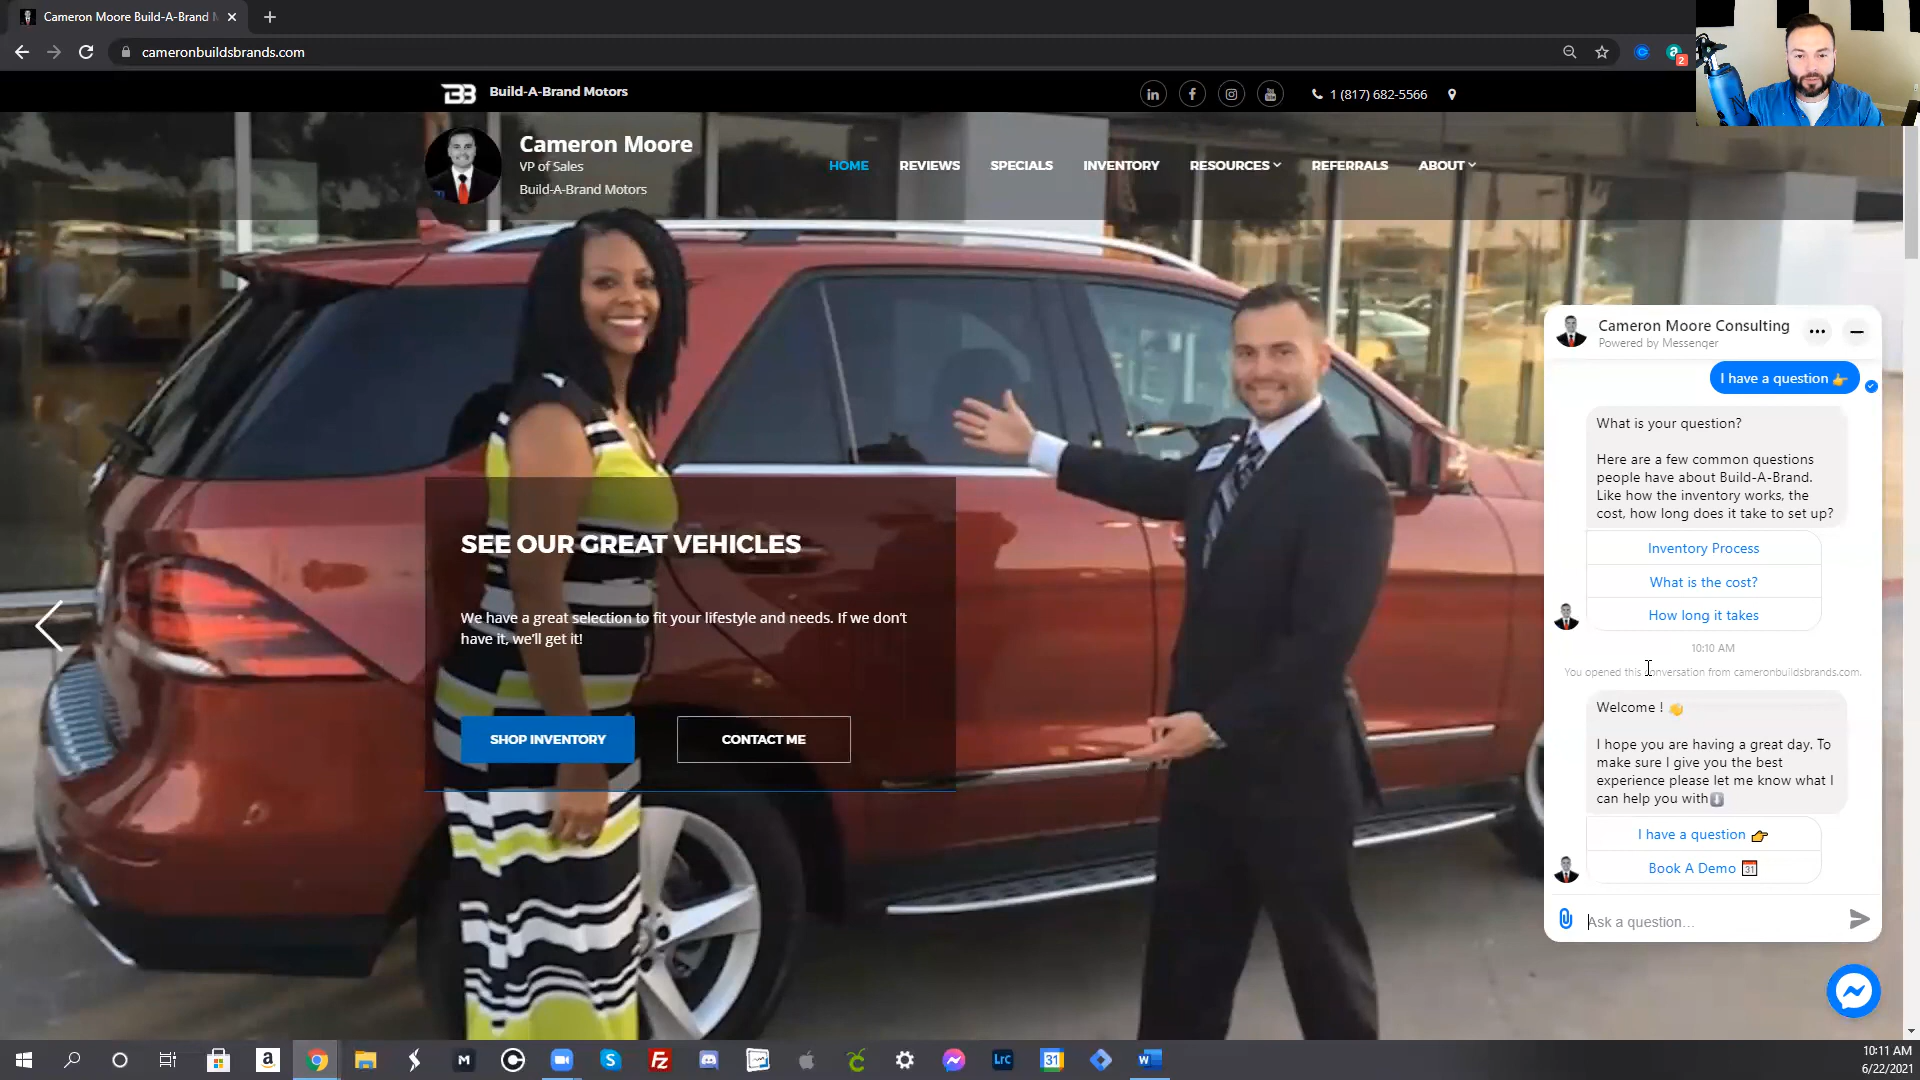 Cameron Moore Build-A-Brand M
cameronbuildsbrands.com
2
Build-A-Brand Motors
1 (817) 682-5566
Cameron Moore
VP of Sales
Build-A-Brand Motors
HOME
REVIEWS
SPECIALS
INVENTORY
RESOURCES
REFERRALS
ABOUT
SEE OUR GREAT VEHICLES
We have a great selection to fit your lifestyle and needs. If we don't
have it, we'll get it!
SHOP INVENTORY
CONTACT ME
Cameron Moore Consulting
Powered by Messenger
I have a question 👉
What is your question?
Here are a few common questions
people have about Build-A-Brand.
Like how the inventory works, the
cost, how long does it take to set up?
Inventory Process
What is the cost?
How long it takes
10:10 AM
You opened this conversation from cameronbuildsbrands.com.
Welcome ! 👋
I hope you are having a great day. To
make sure I give you the best
experience please let me know what I
can help you with⬇️
I have a question 👉
Book A Demo 📅
Ask a question...
Lrc
31
10:11 AM
6/22/2021